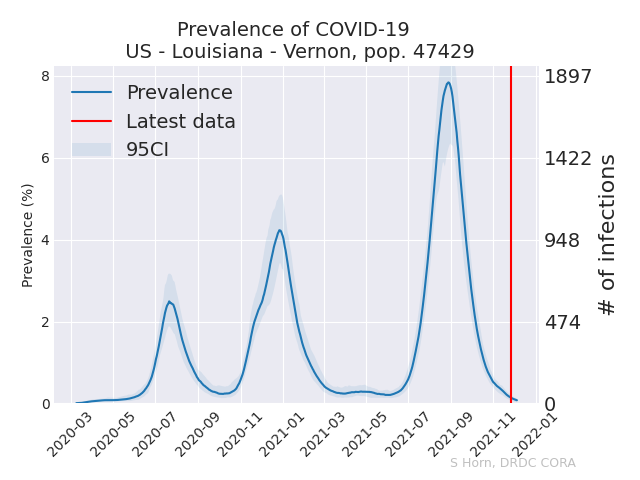 Prevalence of COVID-19
US - Louisiana - Vernon, pop. 47429
Prevalence
Latest data
95CI
Prevalence (%)
8
6
4
2
0
1897
1422
948
474
0
# of infections
2020-03
2020-05
2020-07
2020-09
2020-11
2021-01
2021-03
2021-05
2021-07
2021-09
2021-11
2022-01
S Horn, DRDC CORA